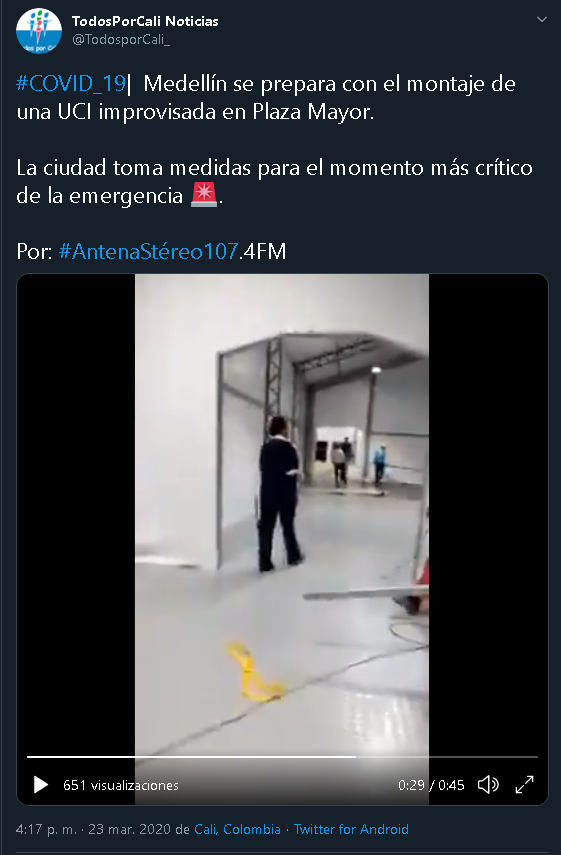 TodosPorCali Noticias
@TodosporCali_
#COVID_19| Medellín se prepara con el montaje de
una UCI improvisada en Plaza Mayor.
La ciudad toma medidas para el momento más crítico
de la emergencia 🚨.
Por: #AntenaStéreo107.4FM
651 visualizaciones
0:29 / 0:45
4:17 p. m. · 23 mar. 2020 de Cali, Colombia · Twitter for Android